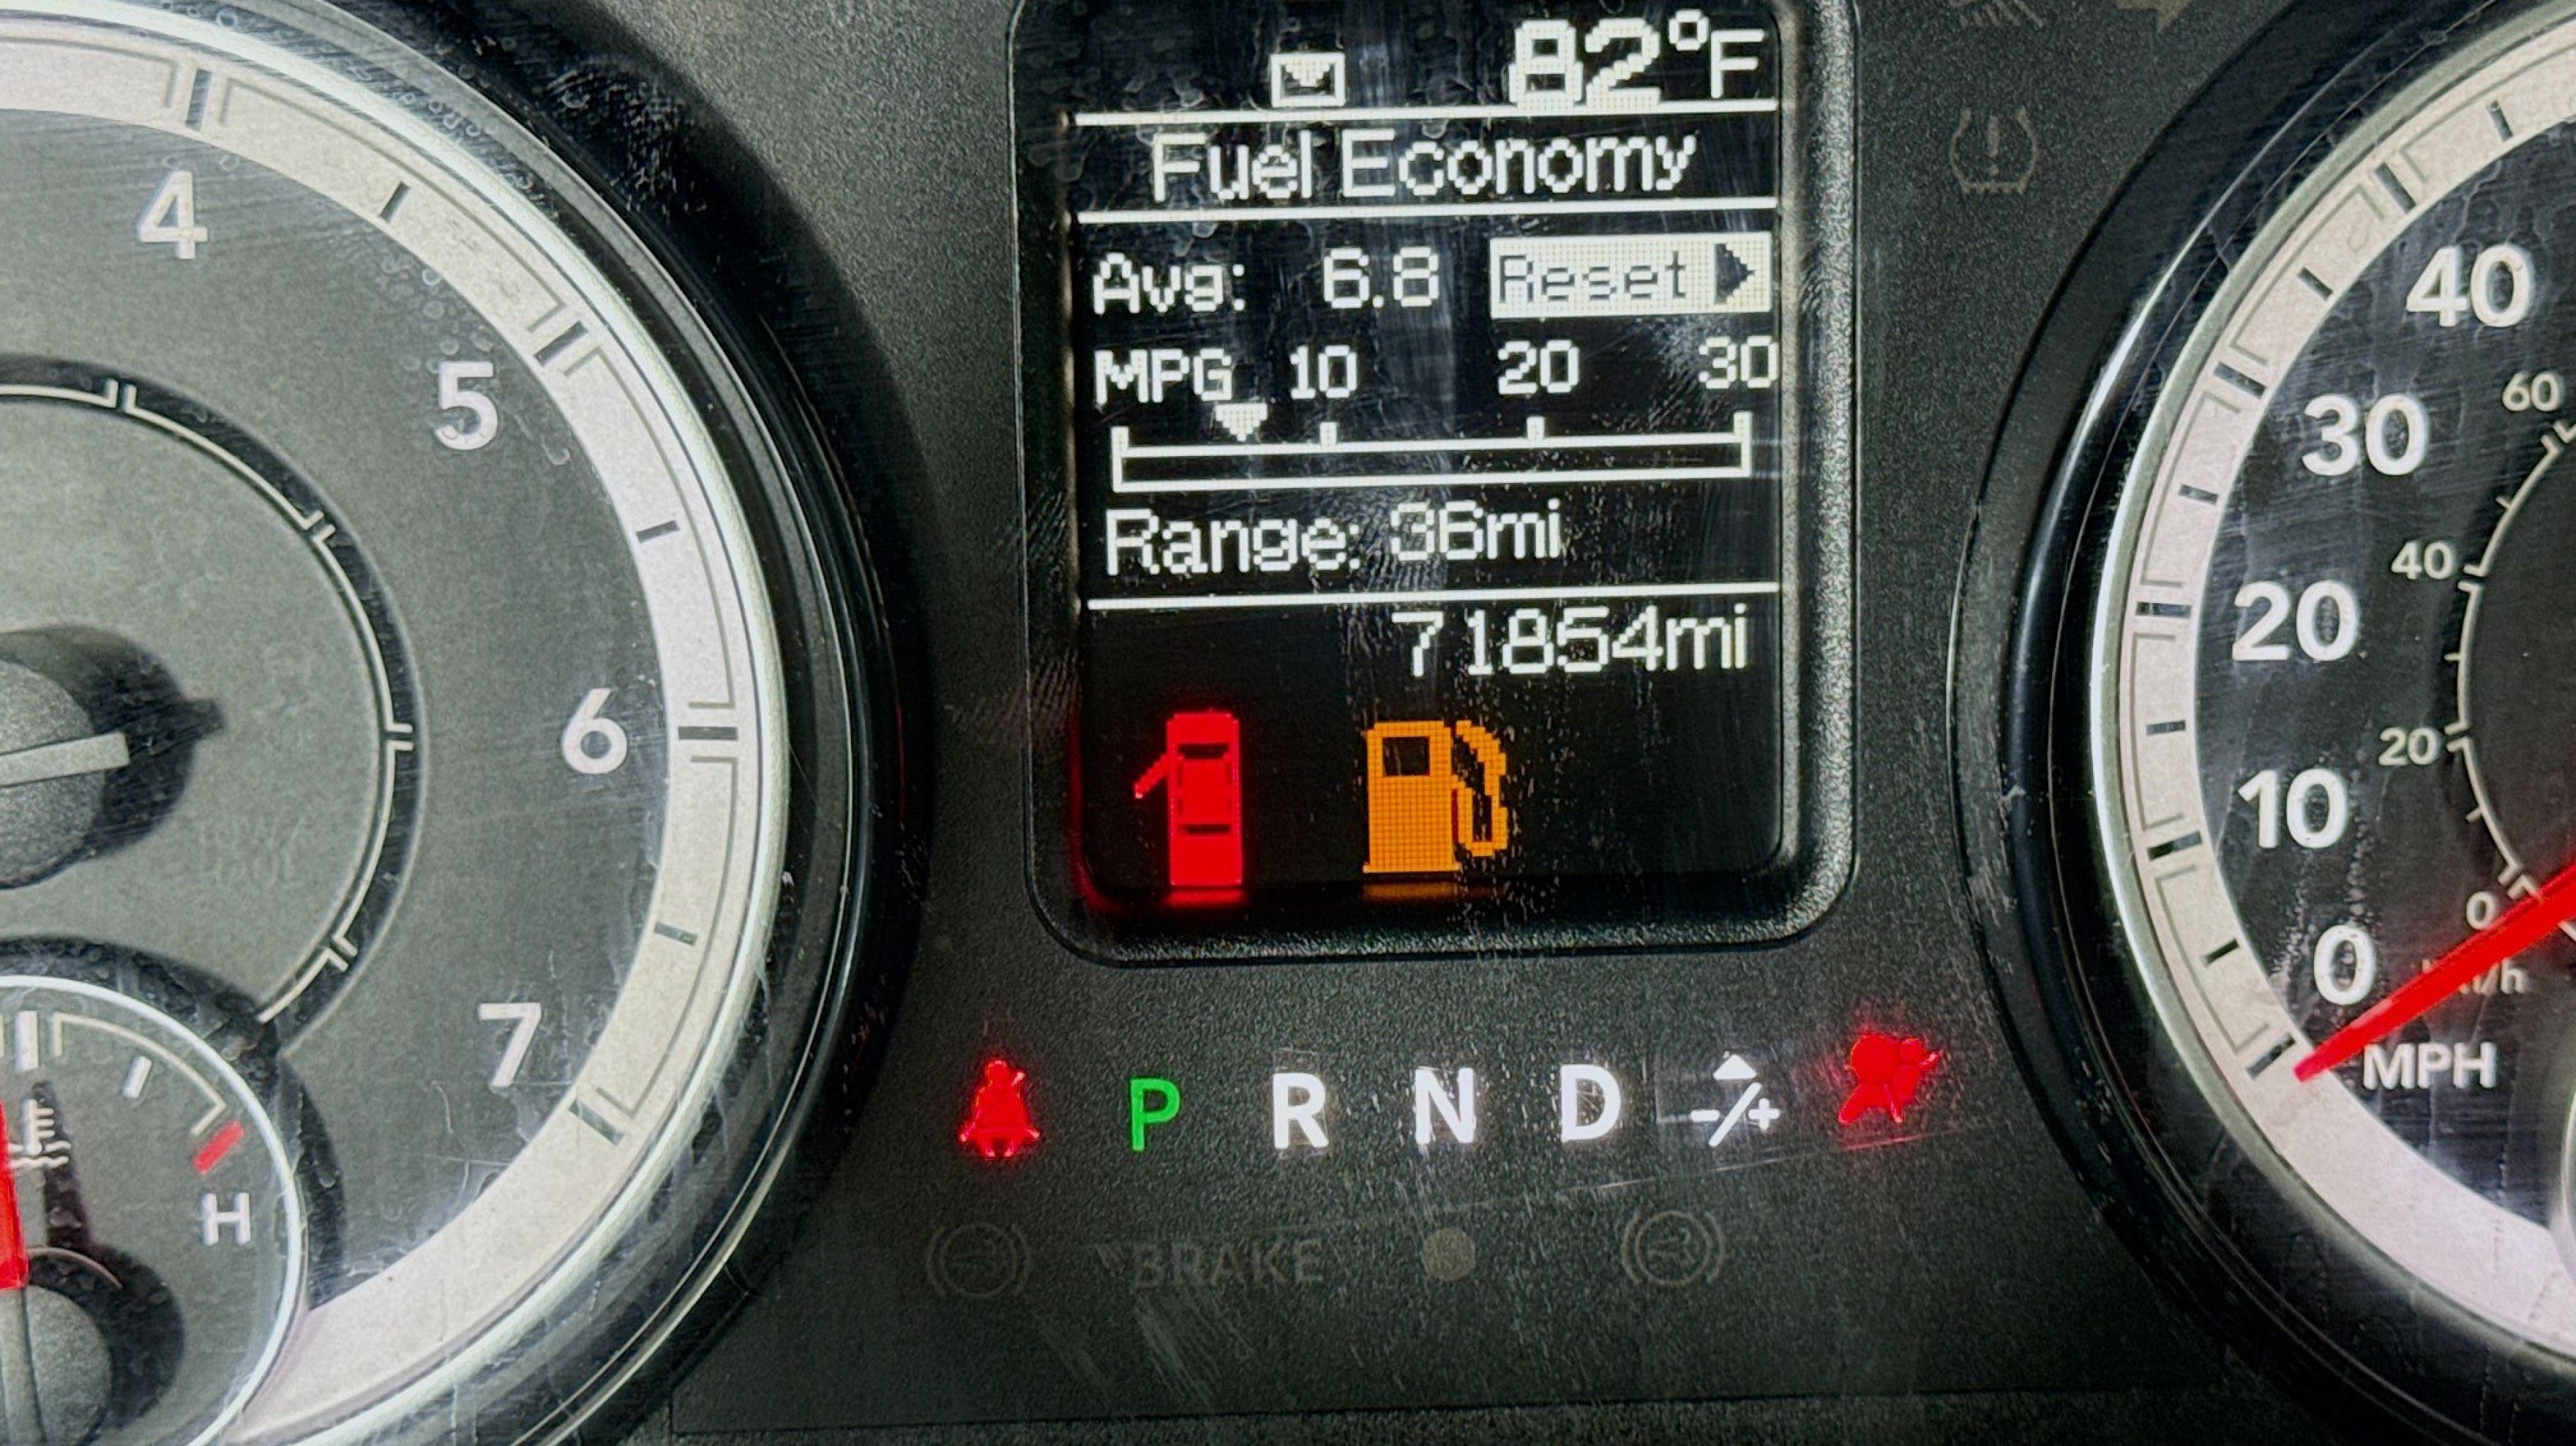 82°F
Fuel Economy
Avg: 6.8 Reset
MPG 10 20 30
Range: 36mi
71854mi
P R N D -/+
BRAKE
4
5
6
7
H
40
30
20
10
0
MPH
60
40
20
0